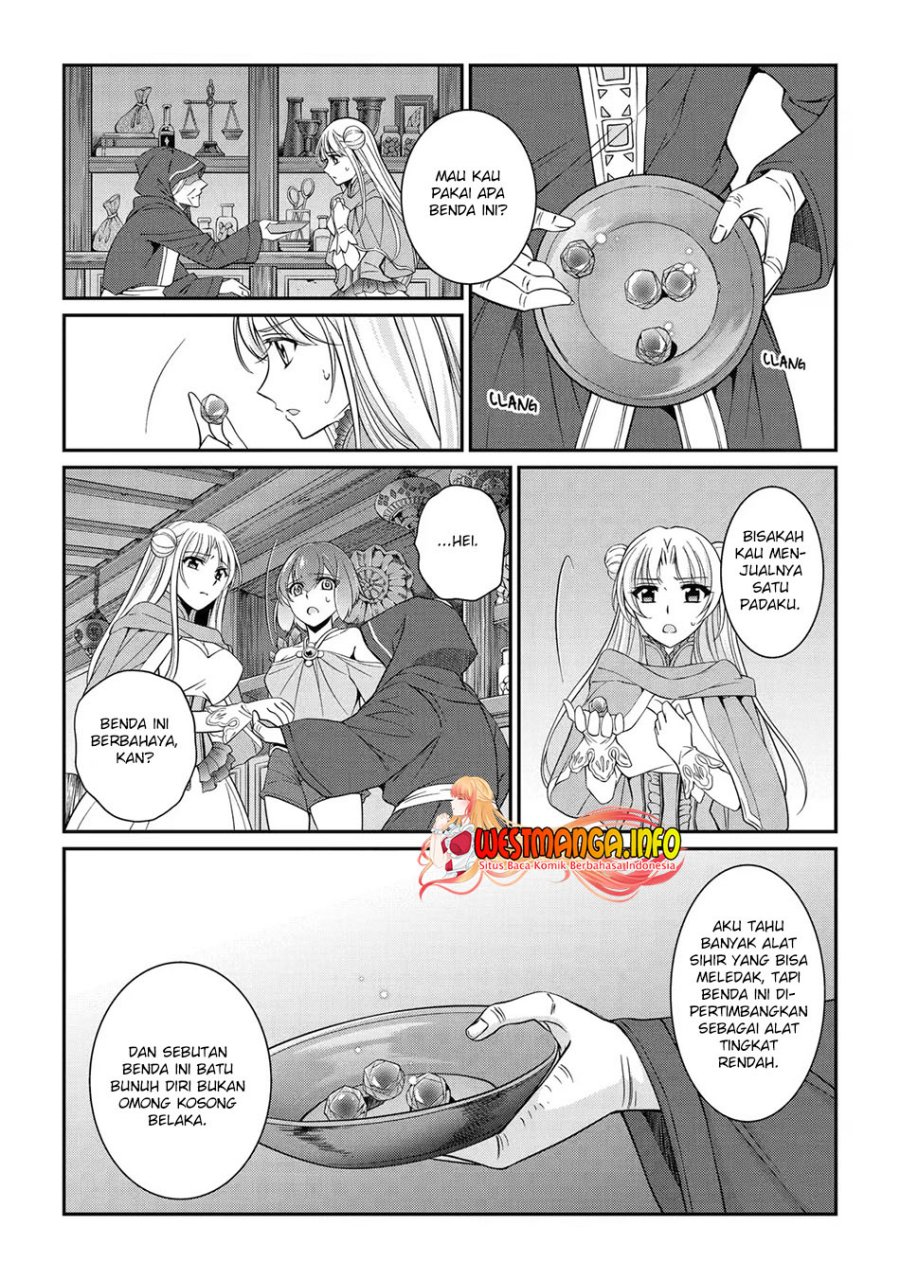 MAU KAU
PAKAI APA
BENDA INI?
CLANG
CLANG
...HEI.
BENDA INI
BERBAHAYA,
KAN?
BISAKAH
KAU MEN-
JUALNYA
SATU
PADAKU.
WESTMANGA.INFO
Situs Baca Komik Berbahasa Indonesia
AKU TAHU
BANYAK ALAT
SIHIR YANG BISA
MELEDAK, TAPI
BENDA INI DI-
PERTIMBANGKAN
SEBAGAI ALAT
TINGKAT
RENDAH.
DAN SEBUTAN
BENDA INI BATU
BUNUH DIRI BUKAN
OMONG KOSONG
BELAKA.